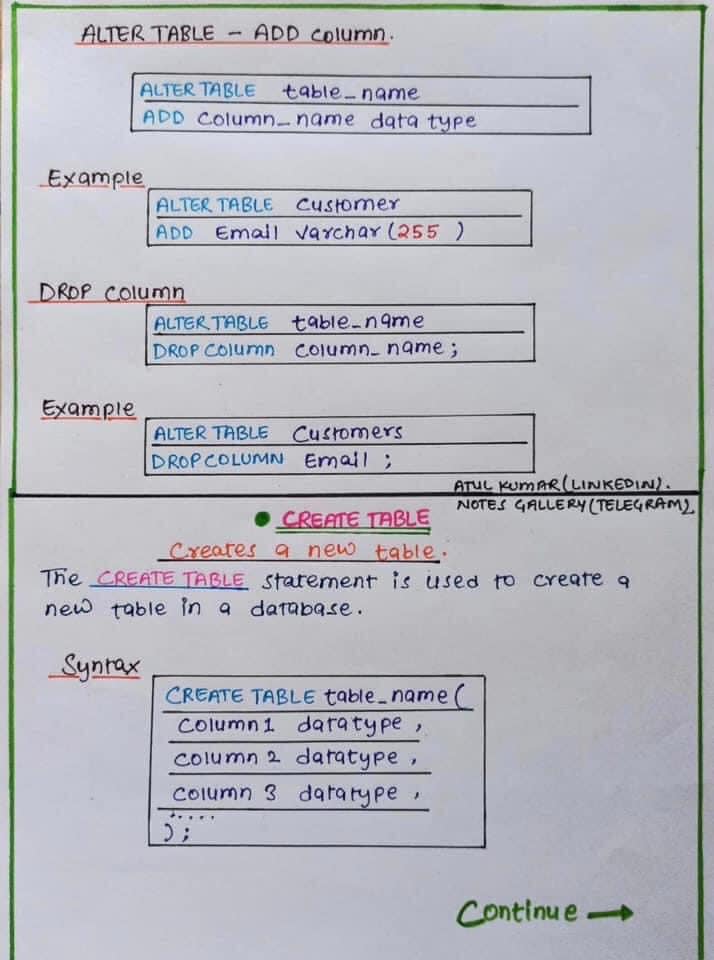 ALTER TABLE - ADD column.
ALTER TABLE table_name
ADD column_name data type
Example
ALTER TABLE Customer
ADD Email varchar (255 )
DROP Column
ALTER TABLE table_name
DROP Column Column_name ;
Example
ALTER TABLE Customers
DROP COLUMN Email ;
ATUL KUMAR (LINKEDIN).
NOTES GALLERY (TELEGRAM)
CREATE TABLE
Creates a new table.
The CREATE TABLE statement is used to create a
new table in a database.
Syntax
CREATE TABLE table_name (
Column 1 datatype ,
column 2 datatype ,
column 3 datatype ,
.....
);
Continue →